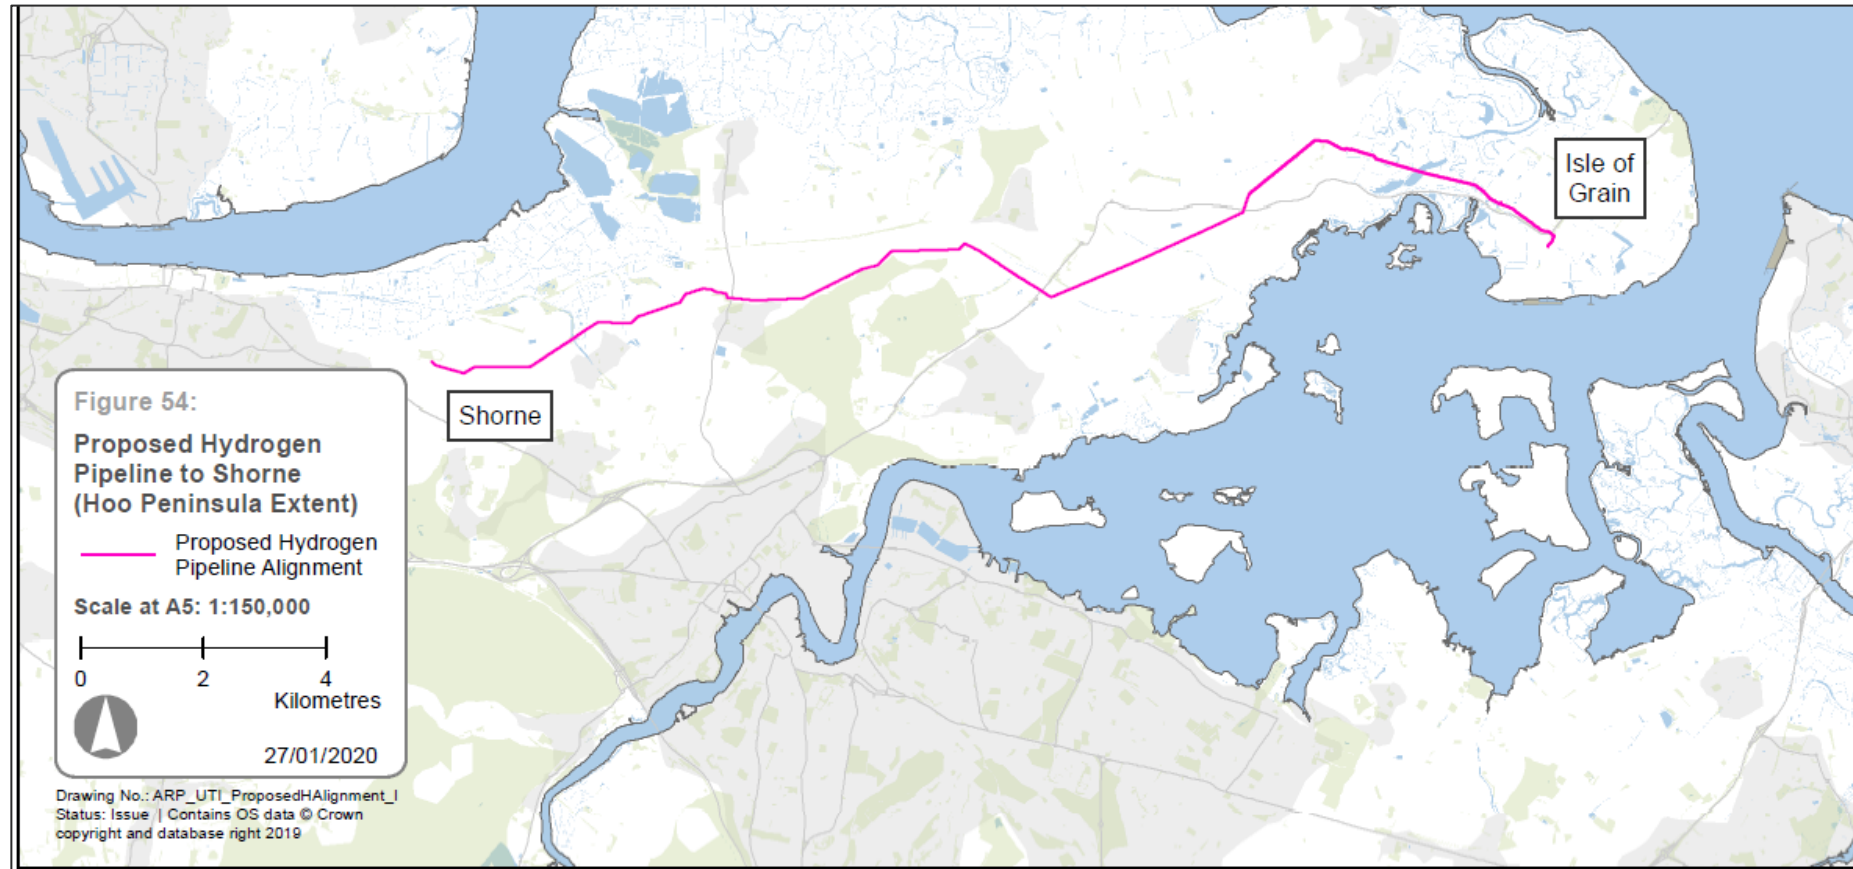 Isle of
Grain
Shorne
Figure 54:
Proposed Hydrogen
Pipeline to Shorne
(Hoo Peninsula Extent)
Proposed Hydrogen
Pipeline Alignment
Scale at A5: 1:150,000
0 2 4
Kilometres
27/01/2020
Drawing No.: ARP_UTI_ProposedHAlignment_I
Status: Issue | Contains OS data © Crown
copyright and database right 2019